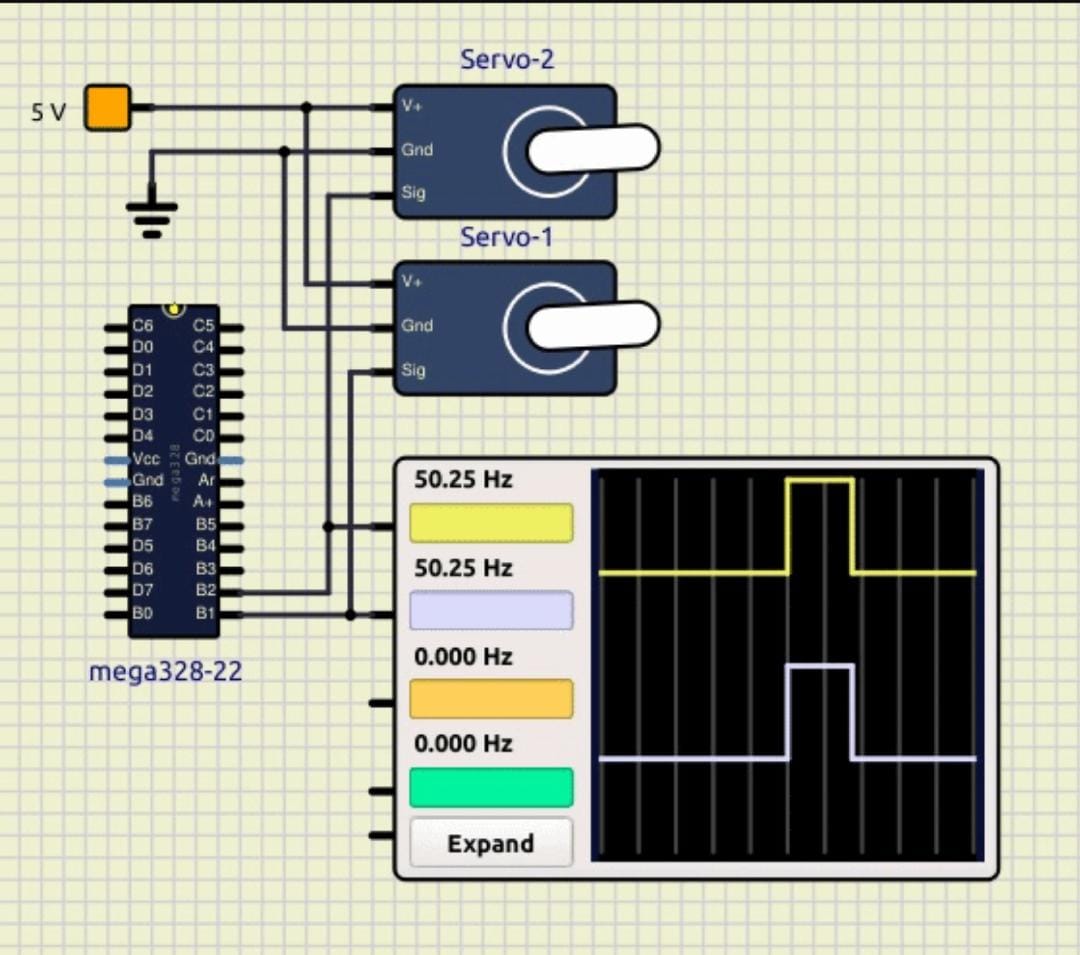 Servo-2
5 V
V+
Gnd
Sig
Servo-1
V+
Gnd
Sig
C6 C5
D0 C4
D1 C3
D2 C2
D3 C1
D4 C0
Vcc Gnd
Gnd Ar
B6 A+
B7 B5
D5 B4
D6 B3
D7 B2
B0 B1
mega328
mega328-22
50.25 Hz
50.25 Hz
0.000 Hz
0.000 Hz
Expand